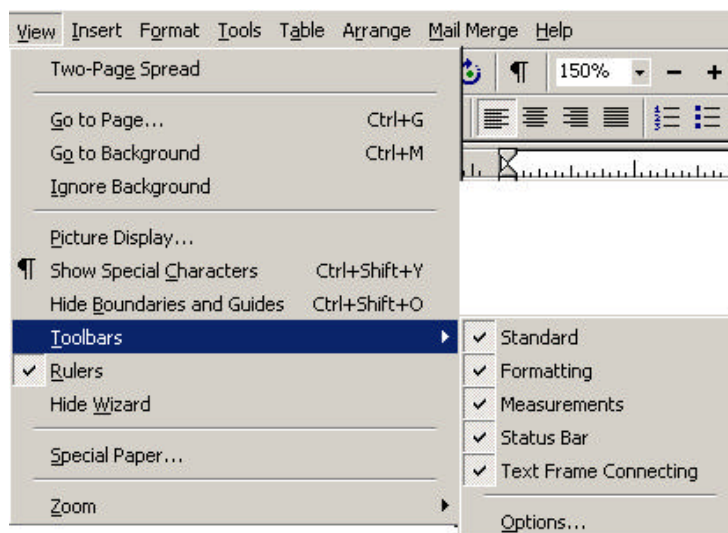 View Insert Format Tools Table Arrange Mail Merge Help
Two-Page Spread
150%
Go to Page... Ctrl+G
Go to Background Ctrl+M
Ignore Background
Picture Display...
¶ Show Special Characters Ctrl+Shift+Y
Hide Boundaries and Guides Ctrl+Shift+O
Toolbars
Standard
Rulers
Formatting
Hide Wizard
Measurements
Status Bar
Special Paper...
Text Frame Connecting
Zoom
Options...